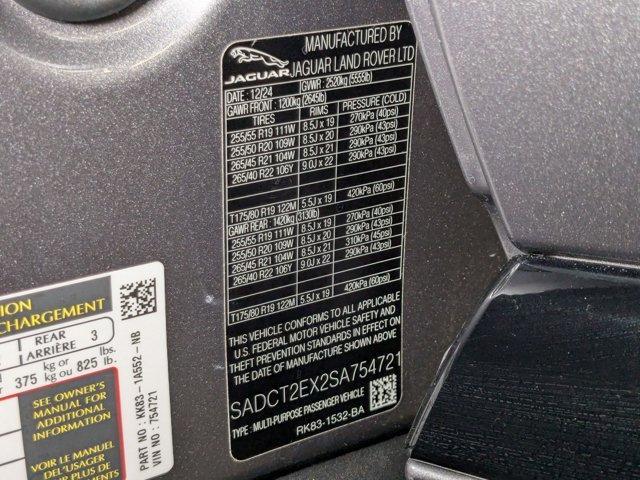 JAGUAR
MANUFACTURED BY
JAGUAR LAND ROVER LTD
DATE : 12/24 GVWR : 2520kg (5555lb)
GAWR FRONT : 1200kg (2645lb)
TIRES RIMS PRESSURE (COLD)
255/55 R19 111W 8.5J x 19 270kPa (40psi)
255/50 R20 109W 8.5J x 20 290kPa (43psi)
265/45 R21 104W 8.5J x 21 290kPa (43psi)
265/40 R22 106Y 9.0J x 22 290kPa (43psi)
T175/80 R19 122M 5.5J x 19 420kPa (60psi)
GAWR REAR: 1420kg (3130lb)
255/55 R19 111W 8.5J x 19 270kPa (40psi)
255/50 R20 109W 8.5J x 20 290kPa (43psi)
265/45 R21 104W 8.5J x 21 310kPa (45psi)
265/40 R22 106Y 9.0J x 22 290kPa (43psi)
T175/80 R19 122M 5.5J x 19 420kPa (60psi)
THIS VEHICLE CONFORMS TO ALL APPLICABLE
U.S. FEDERAL MOTOR VEHICLE SAFETY AND
THEFT PREVENTION STANDARDS IN EFFECT ON
THE DATE OF MANUFACTURE SHOWN ABOVE
SADCT2EX2SA754721
TYPE : MULTI-PURPOSE PASSENGER VEHICLE
RK83-1532-BA
CHARGEMENT
REAR 3
ARRIÈRE
375 kg or ou 825 lbs. lb.
SEE OWNER'S
MANUAL FOR
ADDITIONAL
INFORMATION
VOIR LE MANUEL
DE L'USAGER
POUR PLUS DE
PART NO : KK83-1A552-NB
VIN NO : 754721